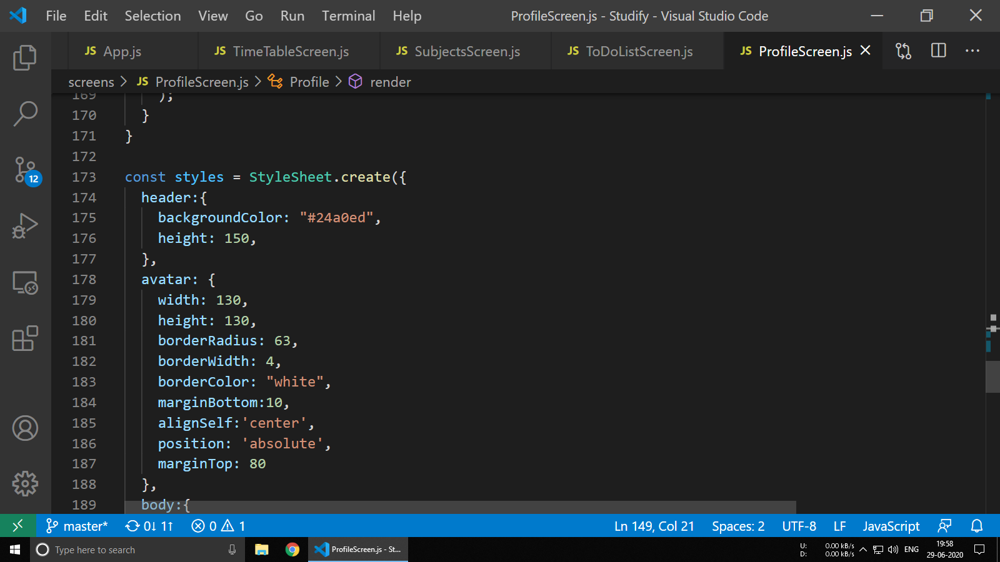 File Edit Selection View Go Run Terminal Help ProfileScreen.js - Studify - Visual Studio Code
JS App.js JS TimeTableScreen.js JS SubjectsScreen.js JS ToDoListScreen.js JS ProfileScreen.js
screens > JS ProfileScreen.js > Profile > render
169 );
170 }
171 }
172
173 const styles = StyleSheet.create({
174 header:{
175 backgroundColor: "#24a0ed",
176 height: 150,
177 },
178 avatar: {
179 width: 130,
180 height: 130,
181 borderRadius: 63,
182 borderWidth: 4,
183 borderColor: "white",
184 marginBottom:10,
185 alignSelf:'center',
186 position: 'absolute',
187 marginTop: 80
188 },
189 body:{
12
master* 0↓ 1↑ 0 1 Ln 149, Col 21 Spaces: 2 UTF-8 LF JavaScript
Type here to search ProfileScreen.js - St... U: 0.00 kB/s ENG 19:58
D: 0.00 kB/s 29-06-2020